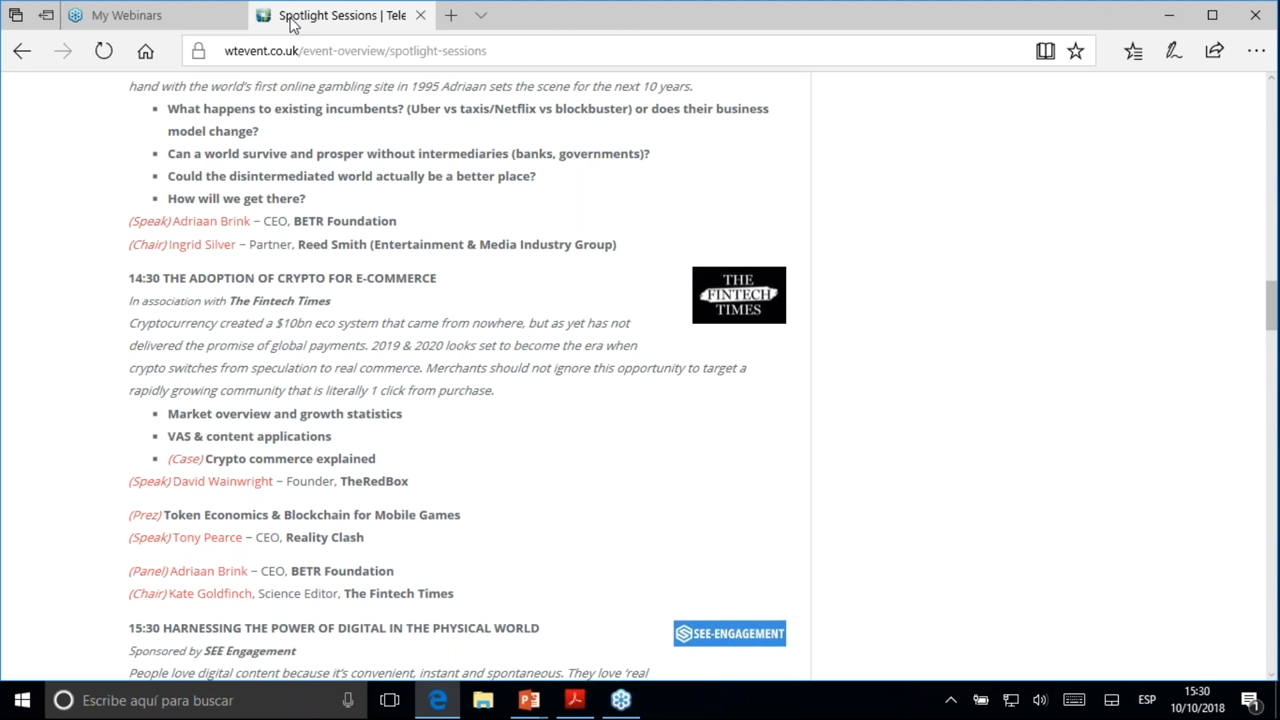 My Webinars
Spotlight Sessions | Tele
wtevent.co.uk/event-overview/spotlight-sessions
hand with the world's first online gambling site in 1995 Adriaan sets the scene for the next 10 years.
What happens to existing incumbents? (Uber vs taxis/Netflix vs blockbuster) or does their business
model change?
Can a world survive and prosper without intermediaries (banks, governments)?
Could the disintermediated world actually be a better place?
How will we get there?
(Speak) Adriaan Brink – CEO, BETR Foundation
(Chair) Ingrid Silver – Partner, Reed Smith (Entertainment & Media Industry Group)
14:30 THE ADOPTION OF CRYPTO FOR E-COMMERCE
THE
FINTECH
TIMES
In association with The Fintech Times
Cryptocurrency created a $10bn eco system that came from nowhere, but as yet has not
delivered the promise of global payments. 2019 & 2020 looks set to become the era when
crypto switches from speculation to real commerce. Merchants should not ignore this opportunity to target a
rapidly growing community that is literally 1 click from purchase.
Market overview and growth statistics
VAS & content applications
(Case) Crypto commerce explained
(Speak) David Wainwright – Founder, TheRedBox
(Prez) Token Economics & Blockchain for Mobile Games
(Speak) Tony Pearce – CEO, Reality Clash
(Panel) Adriaan Brink – CEO, BETR Foundation
(Chair) Kate Goldfinch, Science Editor, The Fintech Times
15:30 HARNESSING THE POWER OF DIGITAL IN THE PHYSICAL WORLD
SEE-ENGAGEMENT
Sponsored by SEE Engagement
People love digital content because it's convenient, instant and spontaneous. They love 'real
Escribe aquí para buscar
ESP
15:30
10/10/2018
1